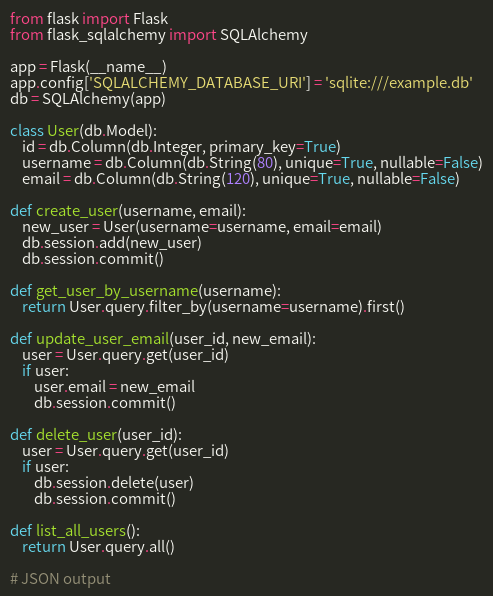 from flask import Flask
from flask_sqlalchemy import SQLAlchemy

app = Flask(__name__)
app.config['SQLALCHEMY_DATABASE_URI'] = 'sqlite:///example.db'
db = SQLAlchemy(app)

class User(db.Model):
    id = db.Column(db.Integer, primary_key=True)
    username = db.Column(db.String(80), unique=True, nullable=False)
    email = db.Column(db.String(120), unique=True, nullable=False)

def create_user(username, email):
    new_user = User(username=username, email=email)
    db.session.add(new_user)
    db.session.commit()

def get_user_by_username(username):
    return User.query.filter_by(username=username).first()

def update_user_email(user_id, new_email):
    user = User.query.get(user_id)
    if user:
        user.email = new_email
        db.session.commit()

def delete_user(user_id):
    user = User.query.get(user_id)
    if user:
        db.session.delete(user)
        db.session.commit()

def list_all_users():
    return User.query.all()

# JSON output